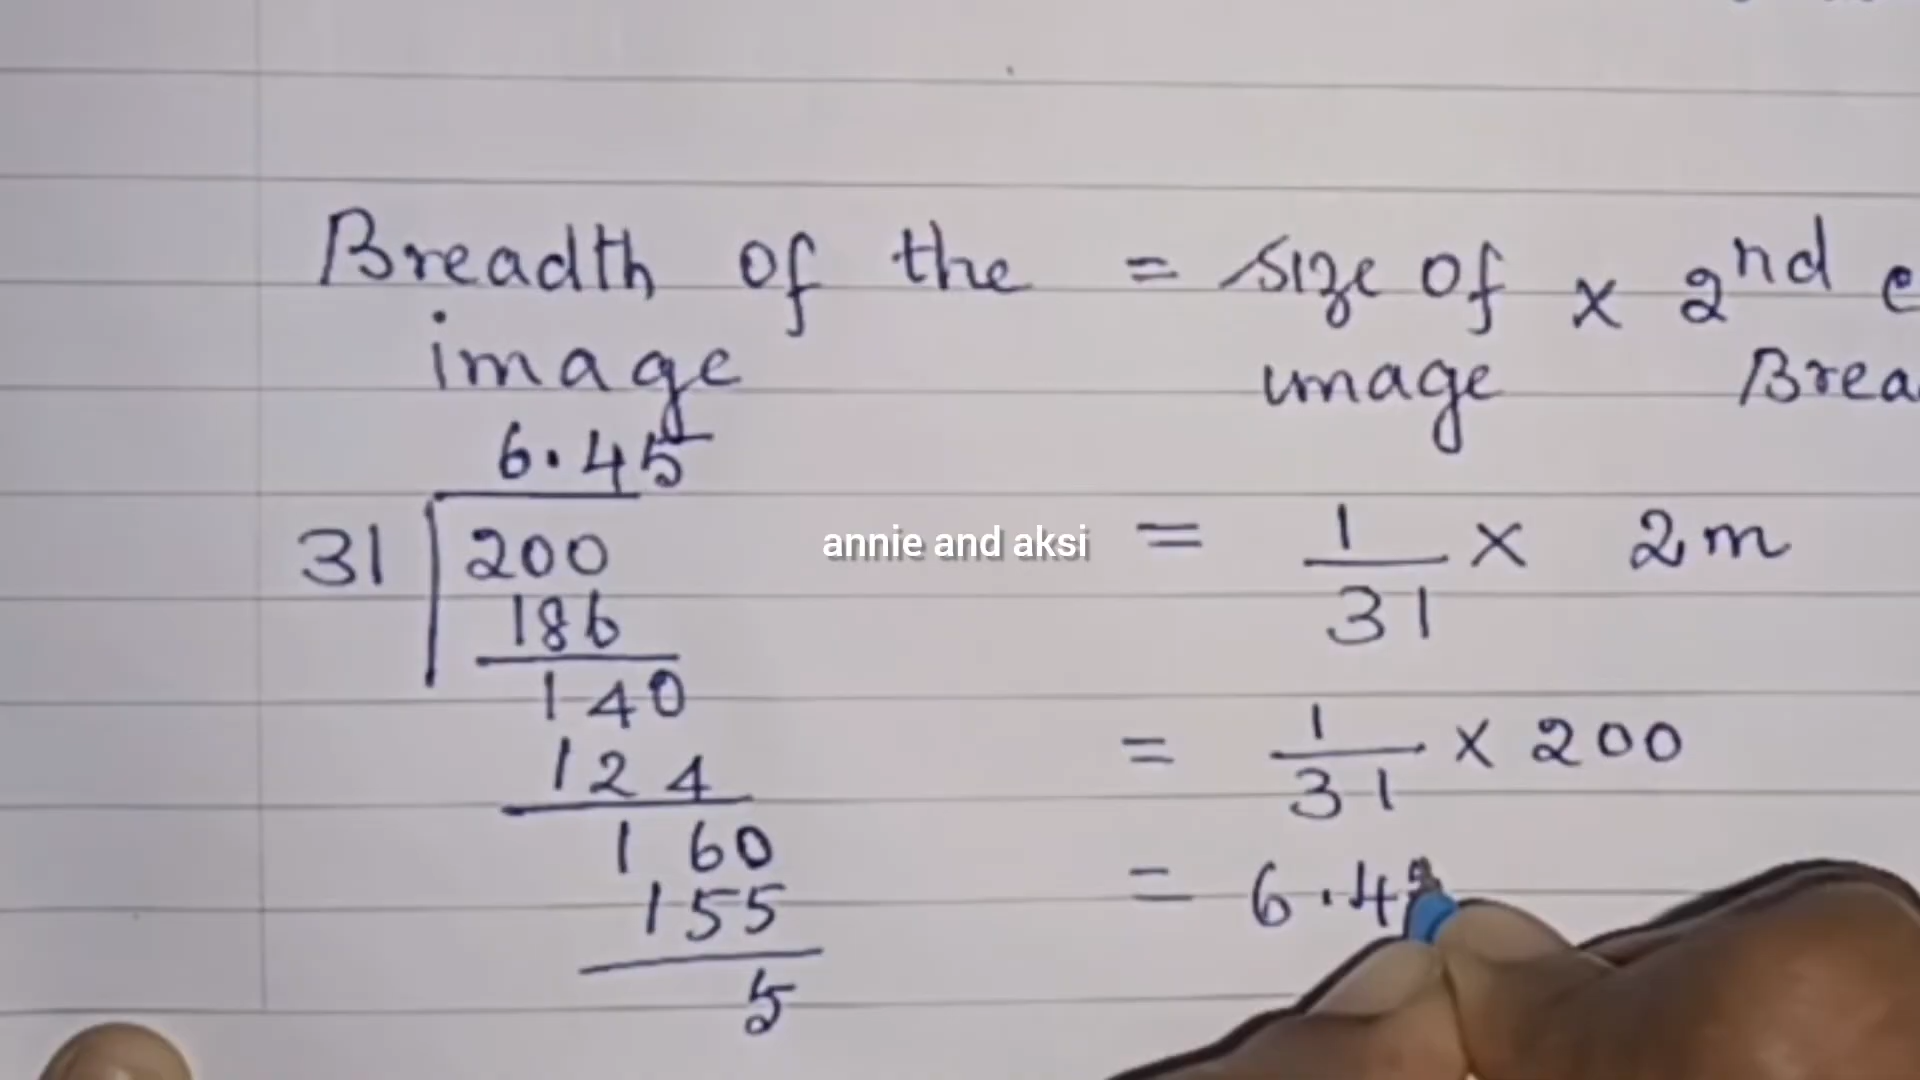 Breadth of the = size of × 2nd
image image
6.45
31 200 annie and aksi = 1/31 × 2m
186
140 = 1/31 × 200
124
160 = 6.4
155
5